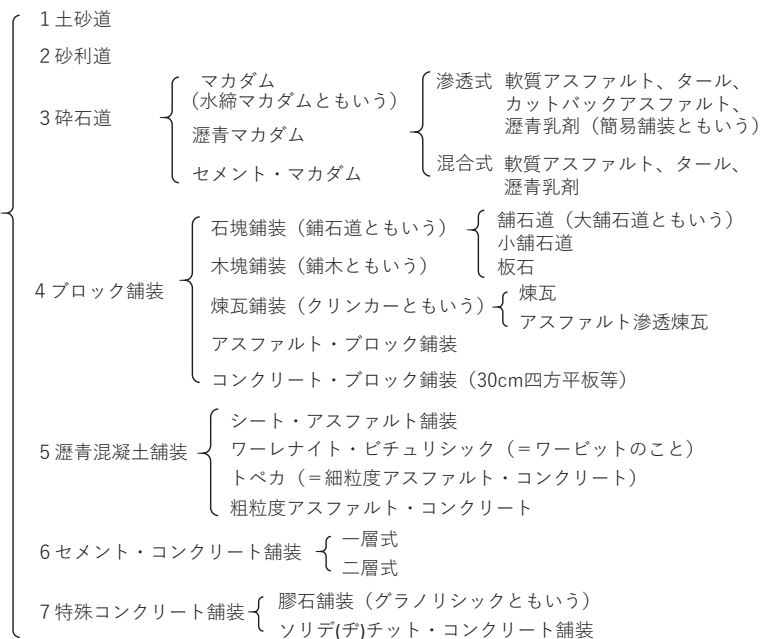 1土砂道
2砂利道
3砕石道
マカダム
(水締マカダムともいう)
瀝青マカダム
セメント・マカダム
滲透式 軟質アスファルト、タール、
カットバックアスファルト、
瀝青乳剤（簡易舗装ともいう）
混合式 軟質アスファルト、タール、
瀝青乳剤
4ブロック舗装
石塊鋪装（鋪石道ともいう）
舗石道（大舗石道ともいう）
小舗石道
板石
木塊鋪装（鋪木ともいう）
煉瓦鋪装（クリンカーともいう）
煉瓦
アスファルト滲透煉瓦
アスファルト・ブロック鋪装
コンクリート・ブロック鋪装（30cm四方平板等）
5瀝青混凝土舗装
シート・アスファルト舗装
ワーレナイト・ビチュリシック（＝ワービットのこと）
トペカ（＝細粒度アスファルト・コンクリート）
粗粒度アスファルト・コンクリート
6セメント・コンクリート舗装
一層式
二層式
7特殊コンクリート舗装
膠石舗装（グラノリシックともいう）
ソリデ(ヂ)チット・コンクリート舗装